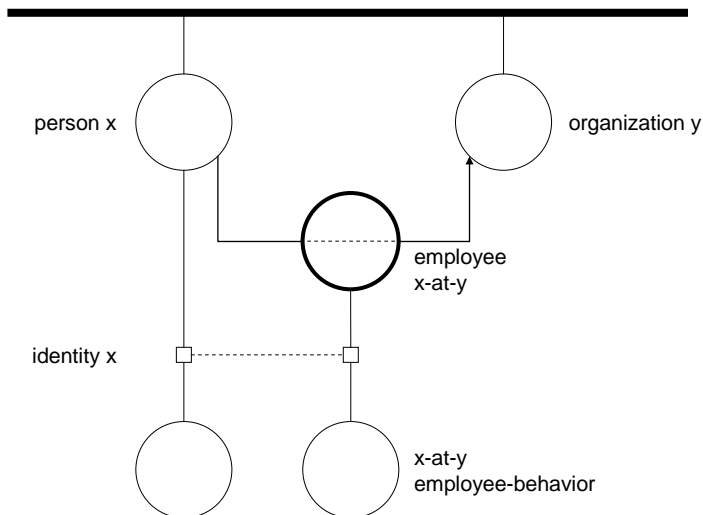 person x
organization y
employee
x-at-y
identity x
x-at-y
employee-behavior